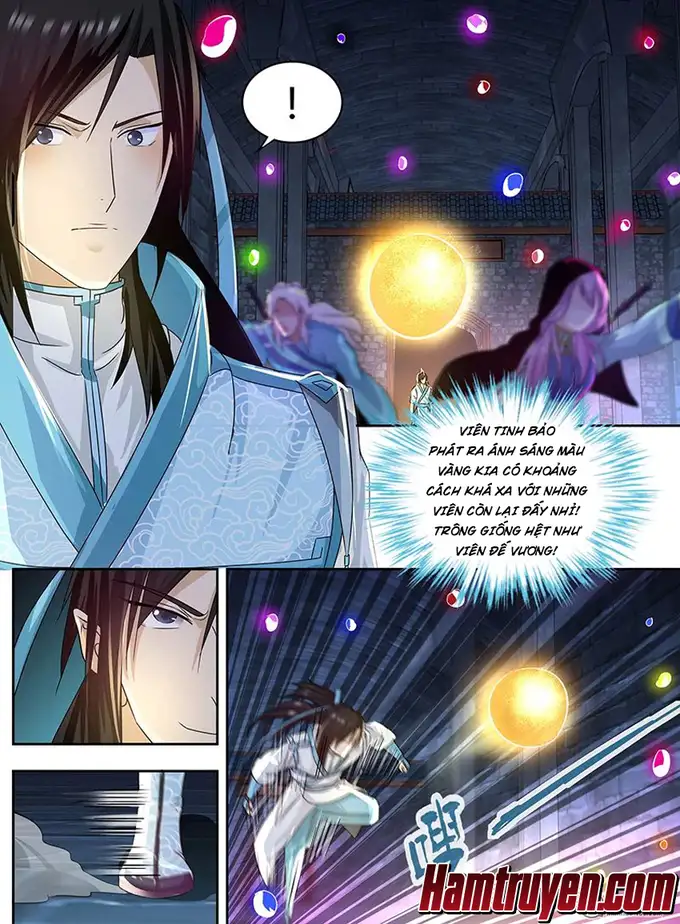 !
VIÊN TINH BẢO
PHÁT RA ÁNH SÁNG MÀU
VÀNG KIA CÓ KHOẢNG
CÁCH KHÁ XA VỚI NHỮNG
VIÊN CÒN LẠI ĐẤY NHỈ!
TRÔNG GIỐNG HỆT NHƯ
VIÊN ĐẾ VƯƠNG!
嗖
Hamtruyen.com